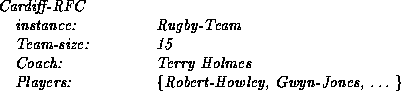 Cardiff-RFC
instance: Rugby-Team
Team-size: 15
Coach: Terry Holmes
Players: {Robert-Howley, Gwyn-Jones, ... }